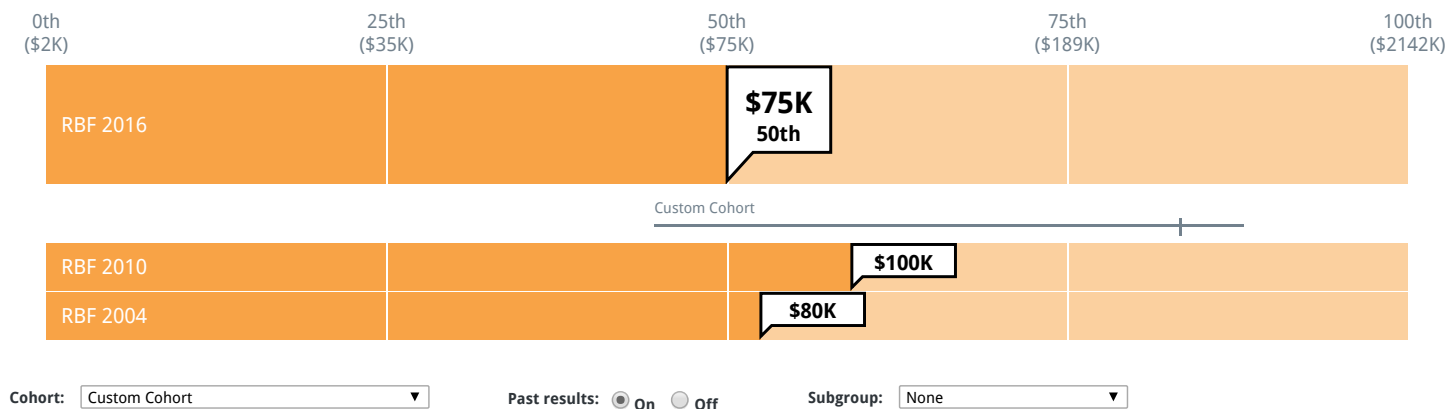 0th 25th 50th 75th 100th
($2K) ($35K) ($75K) ($189K) ($2142K)
RBF 2016
$75K
50th
Custom Cohort
RBF 2010
$100K
RBF 2004
$80K
Cohort: Custom Cohort Past results: On Off Subgroup: None